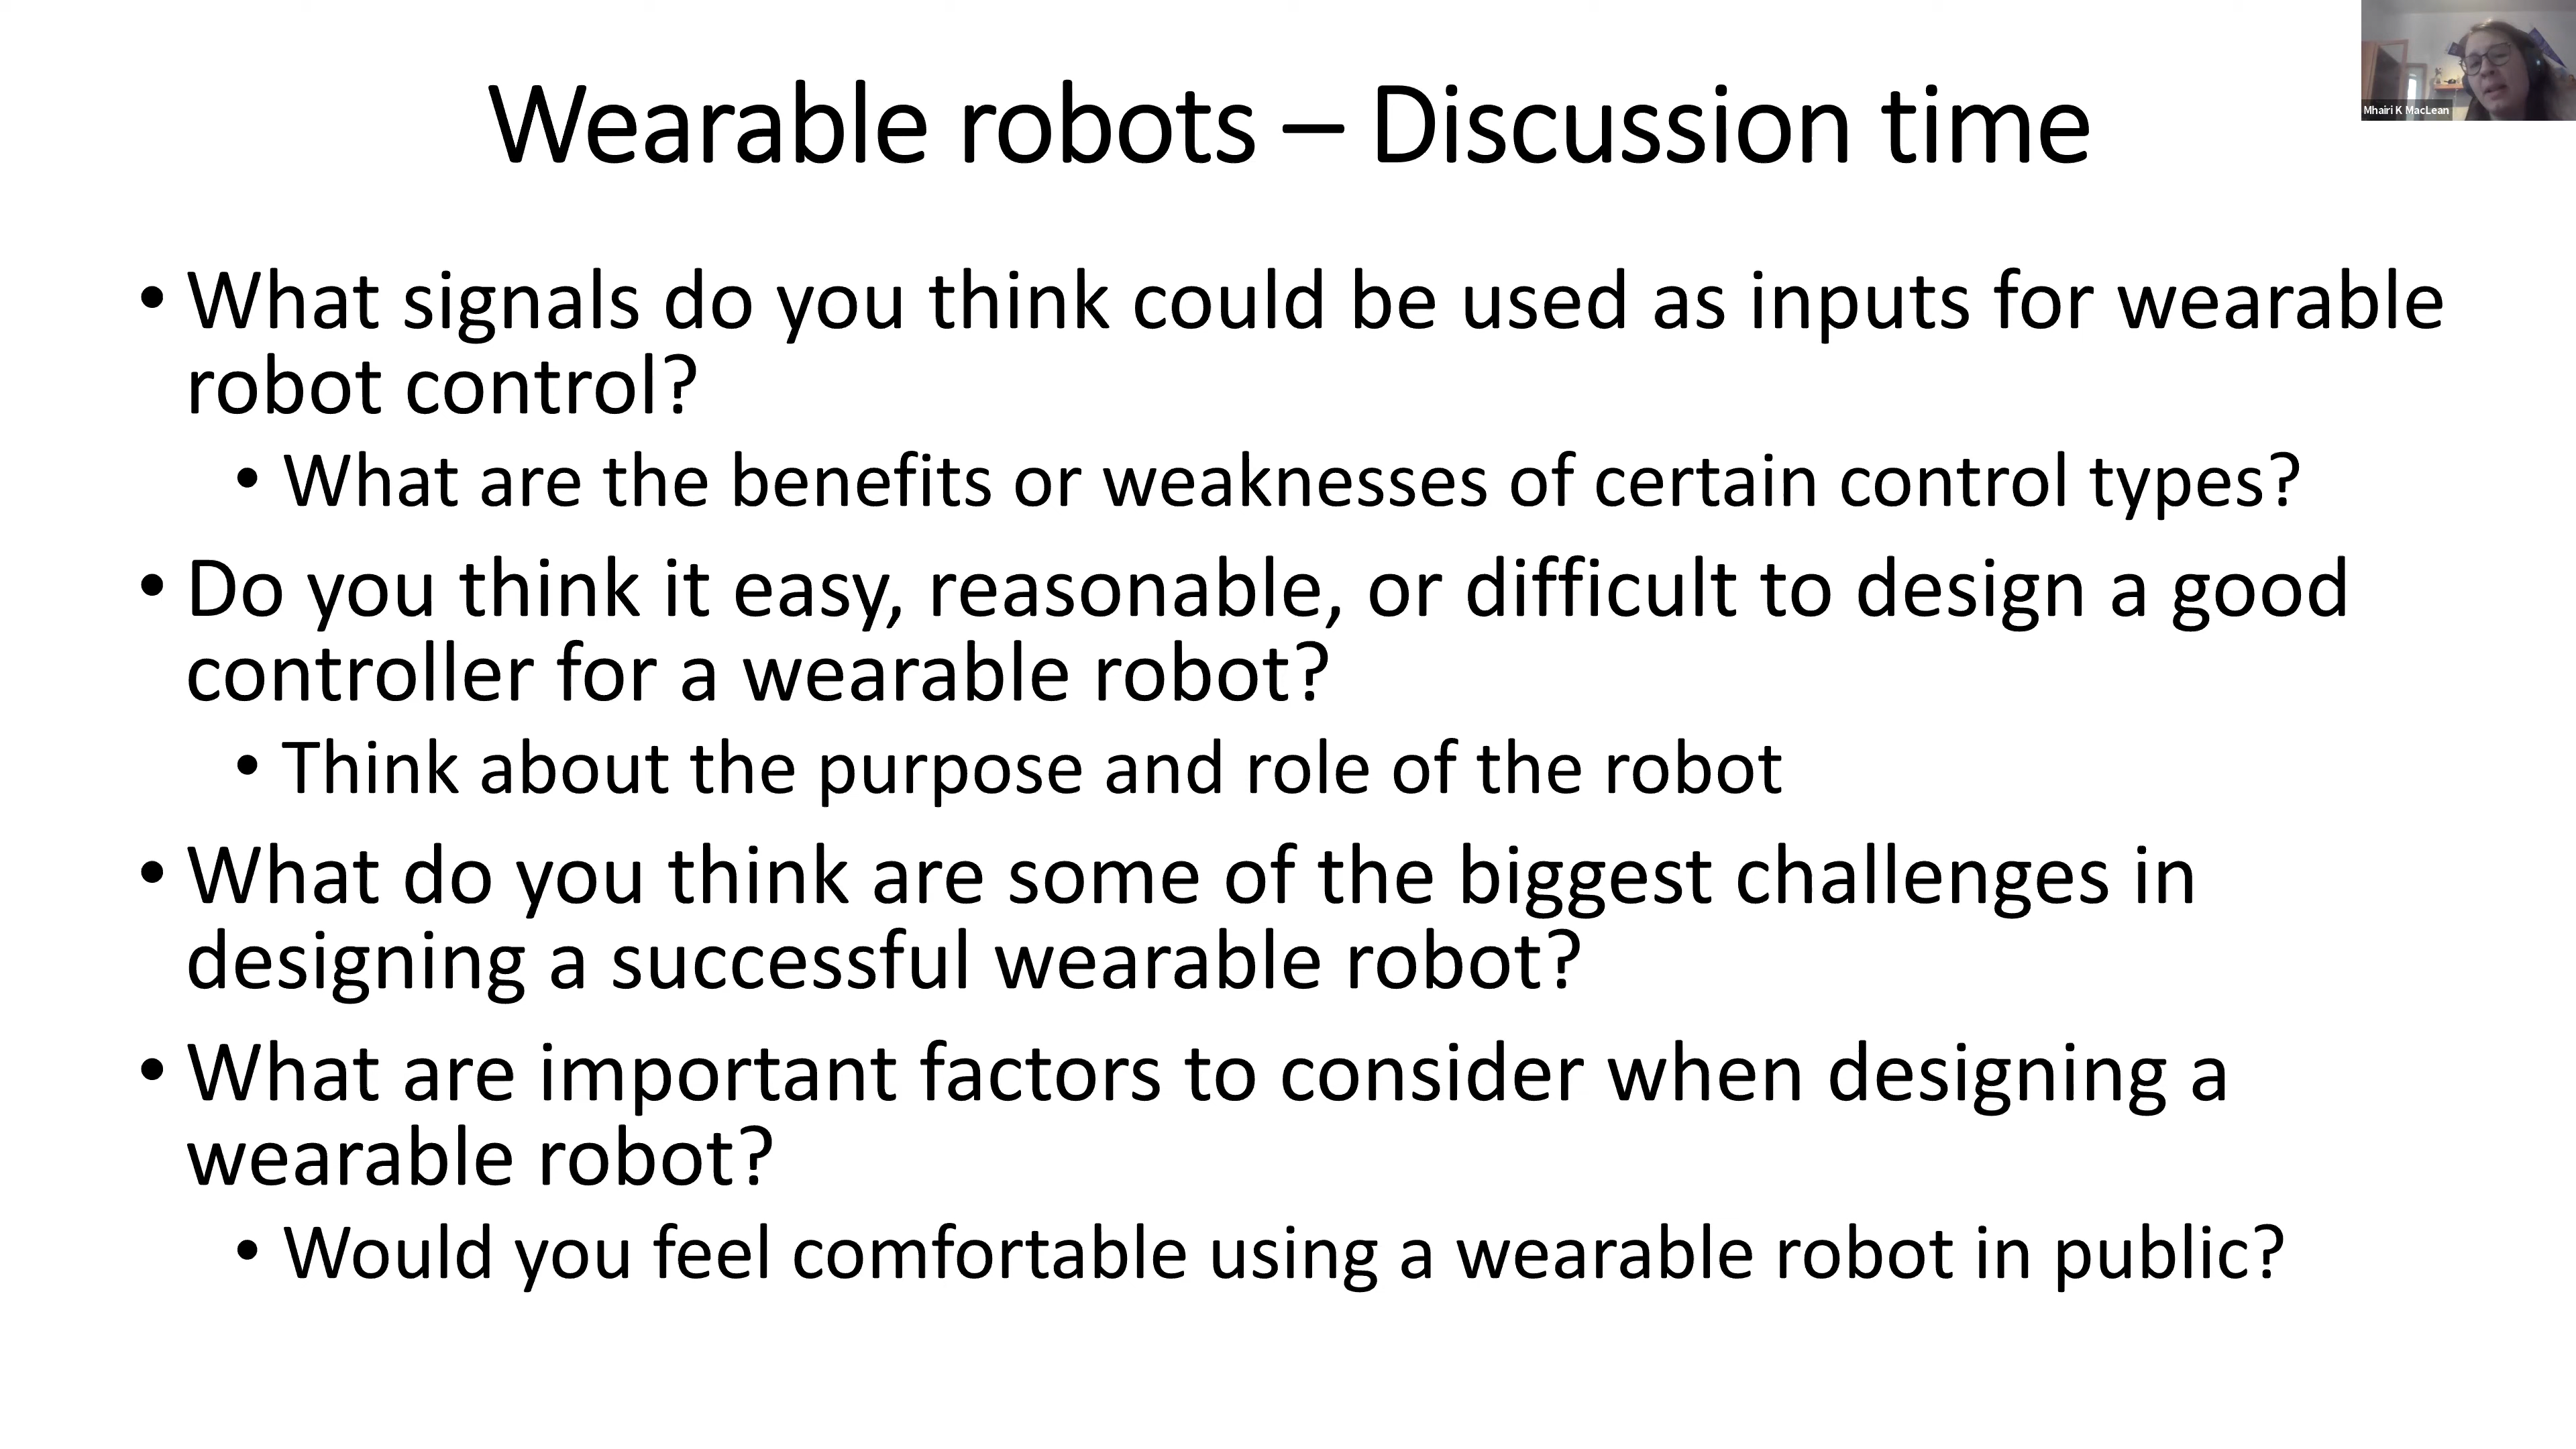 Wearable robots – Discussion time
Mhairi K MacLean
• What signals do you think could be used as inputs for wearable
robot control?
• What are the benefits or weaknesses of certain control types?
• Do you think it easy, reasonable, or difficult to design a good
controller for a wearable robot?
• Think about the purpose and role of the robot
• What do you think are some of the biggest challenges in
designing a successful wearable robot?
• What are important factors to consider when designing a
wearable robot?
• Would you feel comfortable using a wearable robot in public?